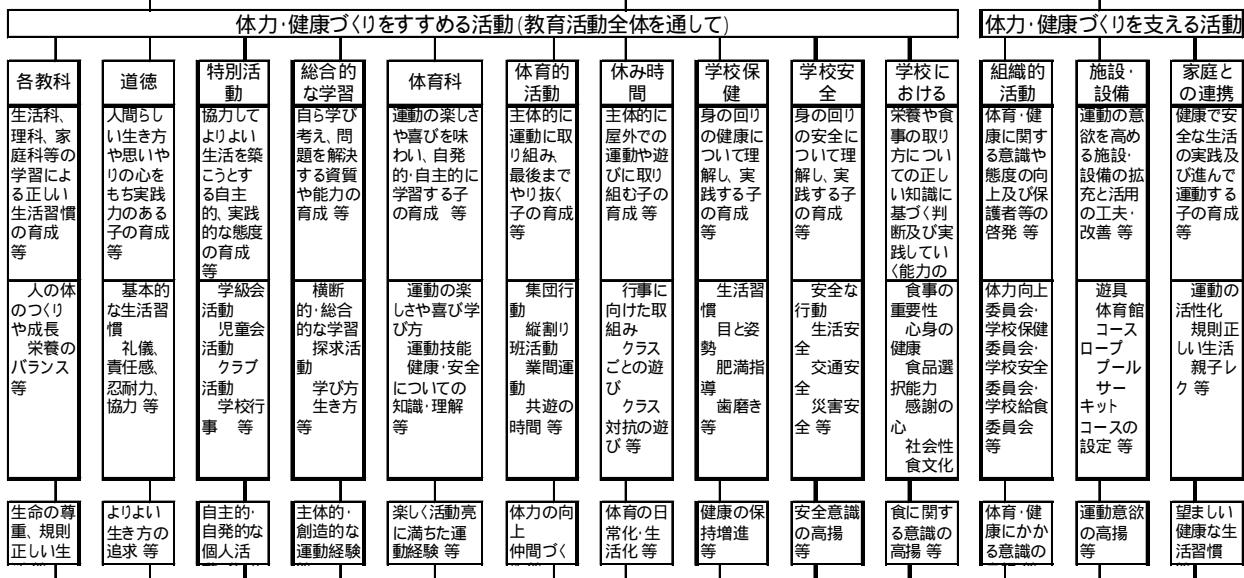 体力・健康づくりをすすめる活動(教育活動全体を通して)
体力・健康づくりを支える活動
各教科
生活科、
理科、家
庭科等の
学習によ
る正しい
生活習慣
の育成
等
人の体
のつくり
や成長
栄養の
バランス
等
生命の尊
重、規則
正しい生
道徳
人間らし
い生き方
や思いや
りの心を
もち実践
力のある
子の育成
等
基本的
な生活習
慣
礼儀、
責任感、
忍耐力、
協力 等
よりよい
生き方の
追求 等
特別活
動
協力して
よりよい
生活を築
こうとす
る自主
的、実践
的な態度
の育成
等
学級会
活動
児童会
活動
クラブ
活動
学校行
事 等
自主的・
自発的な
個人活
総合的
な学習
自ら学び
考え、問
題を解決
する資質
や能力の
育成 等
横断
的・総合
的な学習
探求活
動
学び方
生き方
等
主体的・
創造的な
運動経験
体育科
運動の楽しさ
や喜びを味
わい、自発
的・自主的に
学習する子
の育成 等
運動の楽
しさや喜び学
び方
運動技能
健康・安全
についての
知識・理解
等
楽しく活動亮
に満ちた運
動経験 等
体育的
活動
主体的に
運動に取
り組み、
最後まで
やり抜く
子の育成
等
集団行
動
縦割り
班活動
業間運
動
共遊の
時間 等
体力の向
上
仲間づく
休み時
間
主体的に
屋外での
運動や遊
びに取り
組む子の
育成 等
行事に
向けた取
組み
クラス
ごとの遊
び
クラス
対抗の遊
び 等
体育の日
常化・生
活化 等
学校保
健
身の回り
の健康に
ついて理
解し、実
践する子
の育成
等
生活習
慣
目と姿
勢
肥満指
導
歯磨き
等
健康の保
持増進
等
学校安
全
身の回り
の安全に
ついて理
解し、実
践する子
の育成
等
安全な
行動
生活安
全
交通安
全
災害安
全 等
安全意識
の高揚
等
学校に
おける
栄養や食
事の取り
方につい
ての正し
い知識に
基づく判
断及び実
践してい
く能力の
食事の
重要性
心身の
健康
食品選
択能力
感謝の
心
社会性
食文化
食に関す
る意識の
高揚 等
組織的
活動
体育・健
康に関す
る意識や
態度の向
上及び保
護者等の
啓発 等
体力向上
委員会・
学校保健
委員会・
学校安全
委員会・
学校給食
委員会
等
体育・健
康にかか
る意識の
施設・
設備
運動の意
欲を高め
る施設・
設備の拡
充と活用
の工夫・
改善 等
遊具
体育館
コース
ロープ
プール
サー
キット
コースの
設定 等
運動意欲
の高揚
等
家庭と
の連携
健康で安
全な生活
の実践及
び進んで
運動する
子の育成
等
運動の
活性化
規則正
しい生活
親子レ
ク 等
望ましい
健康な生
活習慣